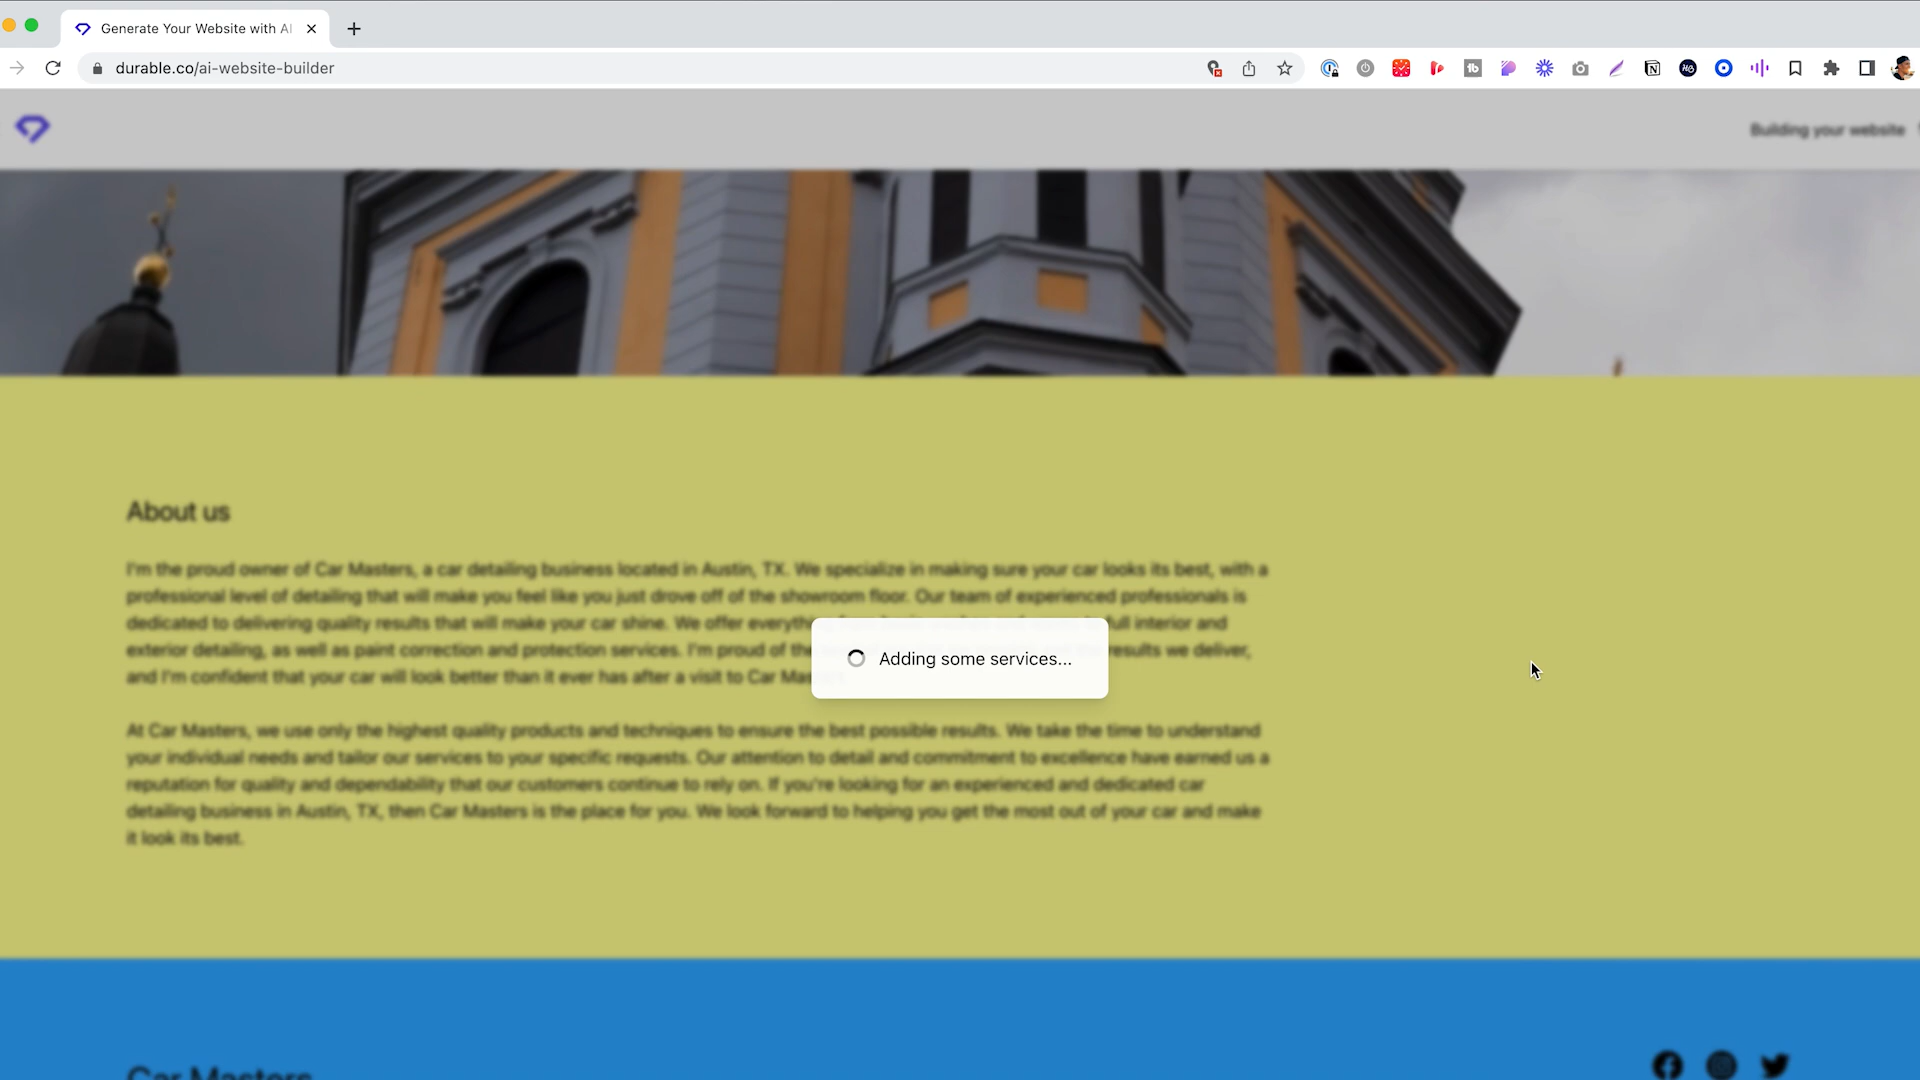 Generate Your Website with AI
durable.co/ai-website-builder
Building your website
About us
I'm the proud owner of Car Masters, a car detailing business located in Austin, TX. We specialize in making sure your car looks its best, with a
professional level of detailing that will make you feel like you just drove off of the showroom floor. Our team of experienced professionals is
dedicated to delivering quality results that will make your car shine. We offer everything full interior and
exterior detailing, as well as paint correction and protection services. I'm proud of the results we deliver,
Adding some services...
and I'm confident that your car will look better than it ever has after a visit to Car Masters
At Car Masters, we use only the highest quality products and techniques to ensure the best possible results. We take the time to understand
your individual needs and tailor our services to your specific requests. Our attention to detail and commitment to excellence have earned us a
reputation for quality and dependability that our customers continue to rely on. If you're looking for an experienced and dedicated car
detailing business in Austin, TX, then Car Masters is the place for you. We look forward to helping you get the most out of your car and make
it look its best.
Car Masters